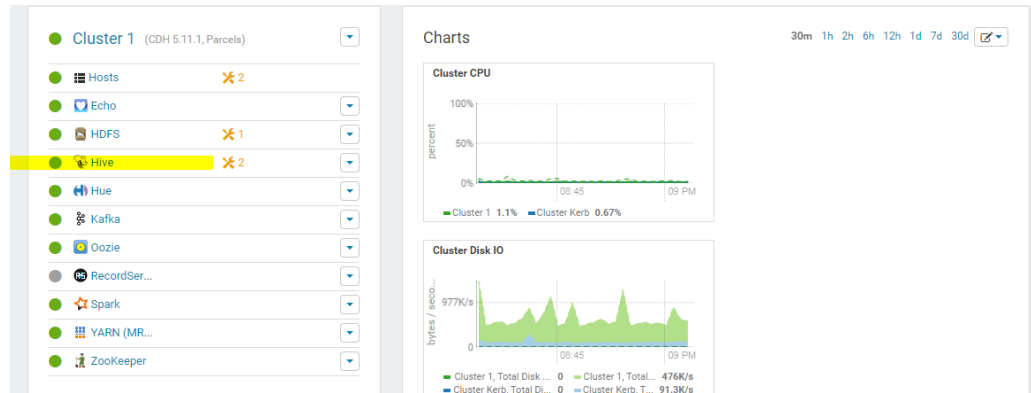 Cluster 1 (CDH 5.11.1, Parcels)
Hosts 2
Echo
HDFS 1
Hive 2
Hue
Kafka
Oozie
RecordSer...
Spark
YARN (MR...
ZooKeeper
Charts
30m 1h 2h 6h 12h 1d 7d 30d
Cluster CPU
percent
100%
50%
0%
08:45 09 PM
Cluster 1 1.1% Cluster Kerb 0.67%
Cluster Disk IO
bytes / seco...
977K/s
0
08:45 09 PM
Cluster 1, Total Disk ... 0 Cluster 1, Total... 476K/s
Cluster Kerb, Total Di... 0 Cluster Kerb, T... 91.3K/s